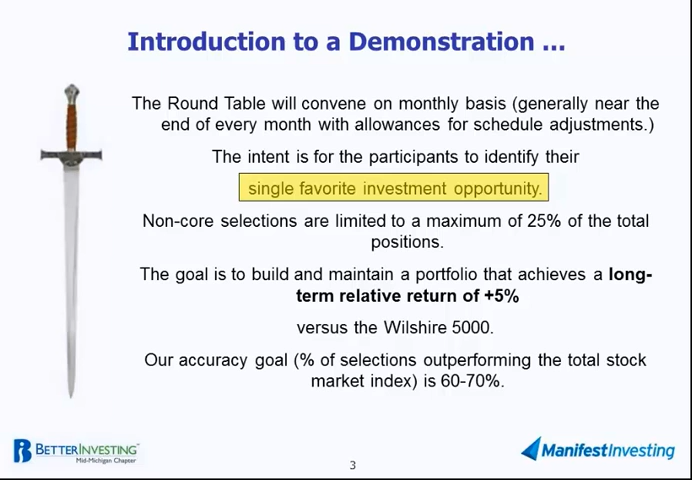 Introduction to a Demonstration ...
The Round Table will convene on monthly basis (generally near the
end of every month with allowances for schedule adjustments.)
The intent is for the participants to identify their
single favorite investment opportunity.
Non-core selections are limited to a maximum of 25% of the total
positions.
The goal is to build and maintain a portfolio that achieves a long-
term relative return of +5%
versus the Wilshire 5000.
Our accuracy goal (% of selections outperforming the total stock
market index) is 60-70%.
BETTERINVESTING™
Mid-Michigan Chapter
3
ManifestInvesting